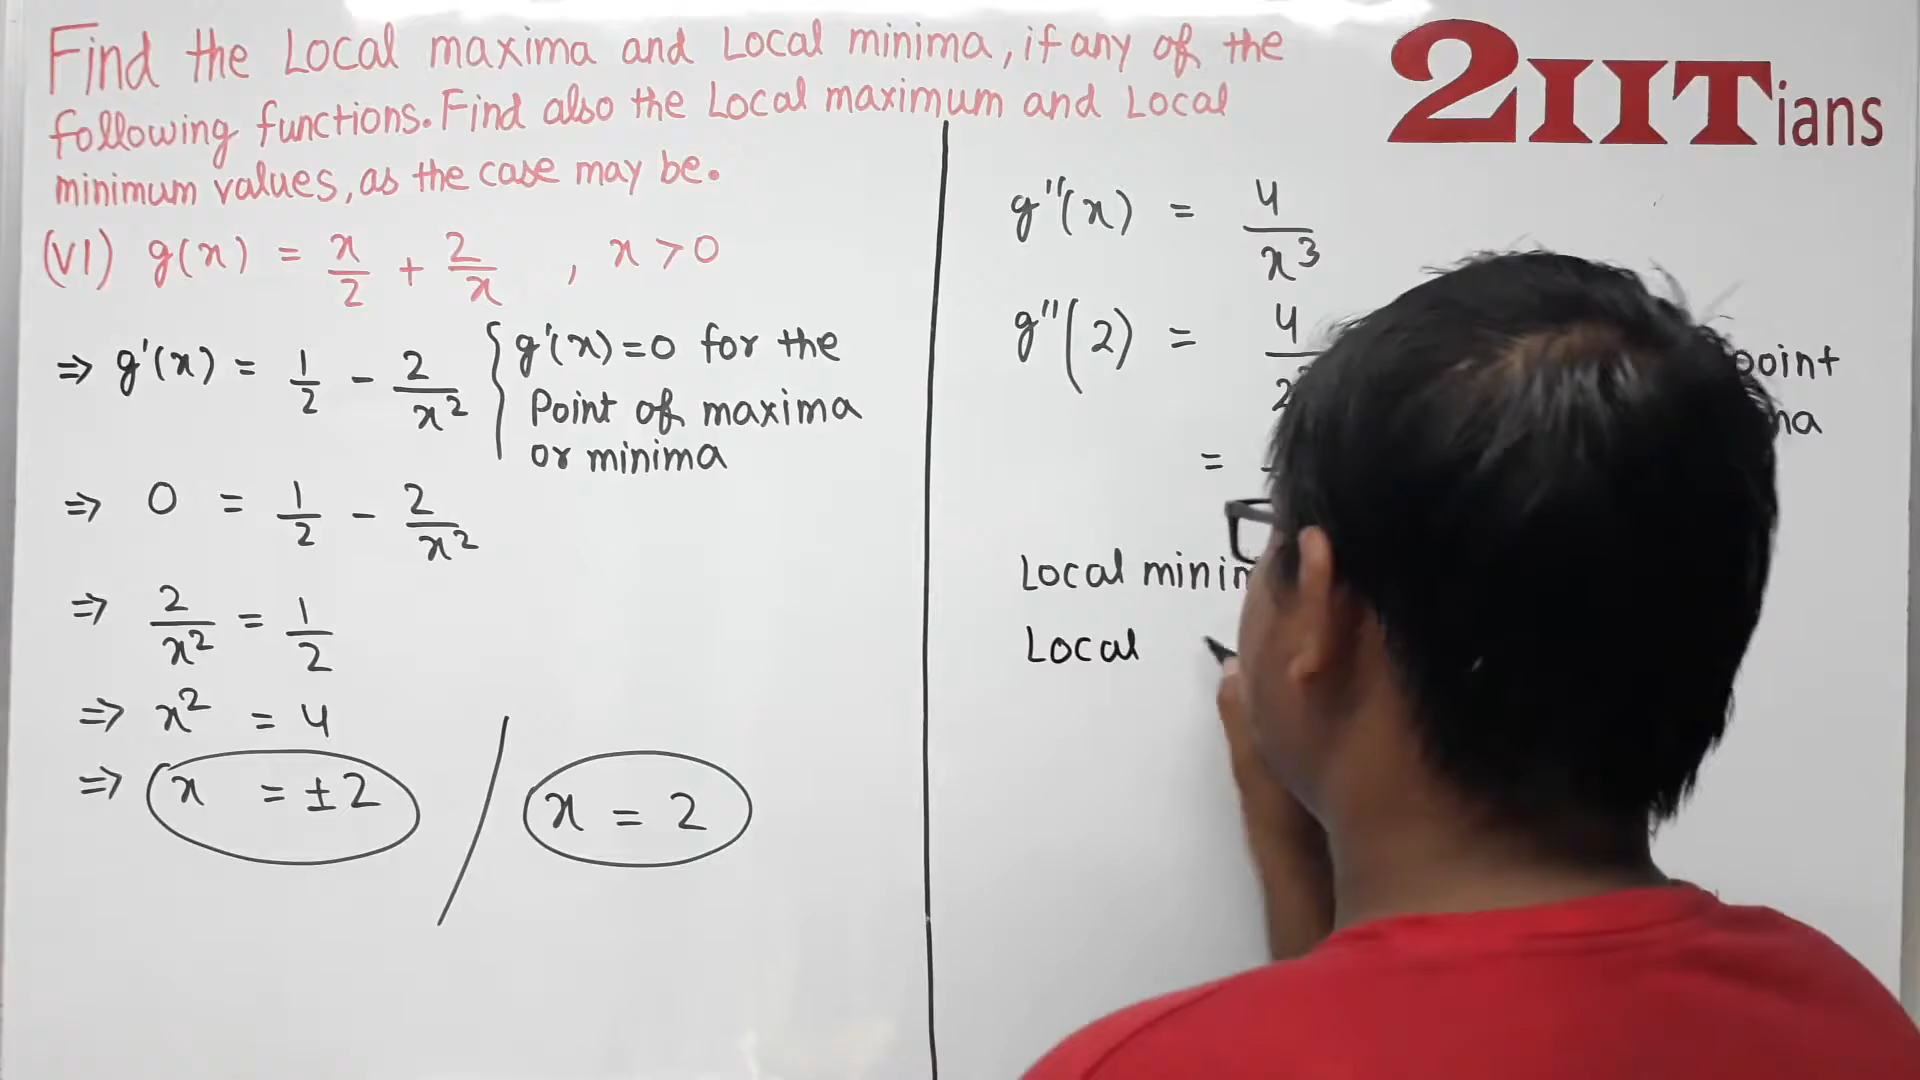 Find the Local maxima and Local minima, if any of the
following functions. Find also the Local maximum and Local
minimum values, as the case may be.
(VI) g(x) = x/2 + 2/x , x > 0
⇒ g'(x) = 1/2 - 2/x²
{ g'(x) = 0 for the
Point of maxima
or minima
⇒ 0 = 1/2 - 2/x²
⇒ 2/x² = 1/2
⇒ x² = 4
⇒ x = ±2 / x = 2
2IITians
g''(x) = 4/x³
g''(2) = 4
point
=
Local
Local